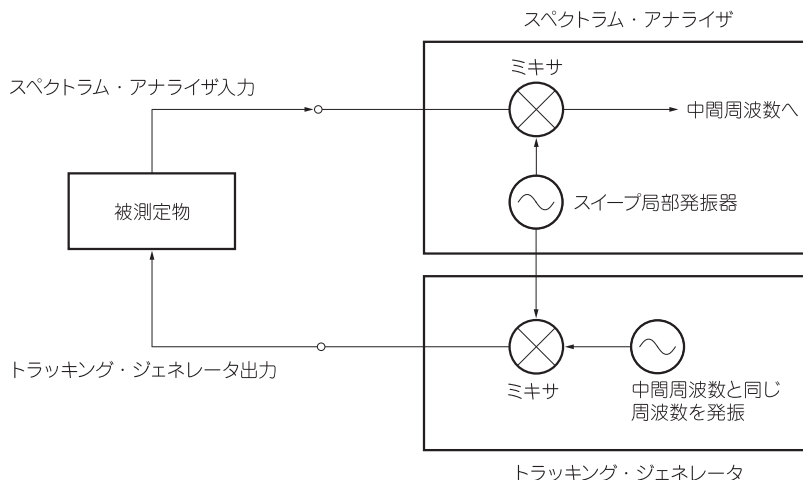 スペクトラム・アナライザ
スペクトラム・アナライザ入力
ミキサ
中間周波数へ
被測定物
スイープ局部発振器
トラッキング・ジェネレータ出力
ミキサ
中間周波数と同じ
周波数を発振
トラッキング・ジェネレータ